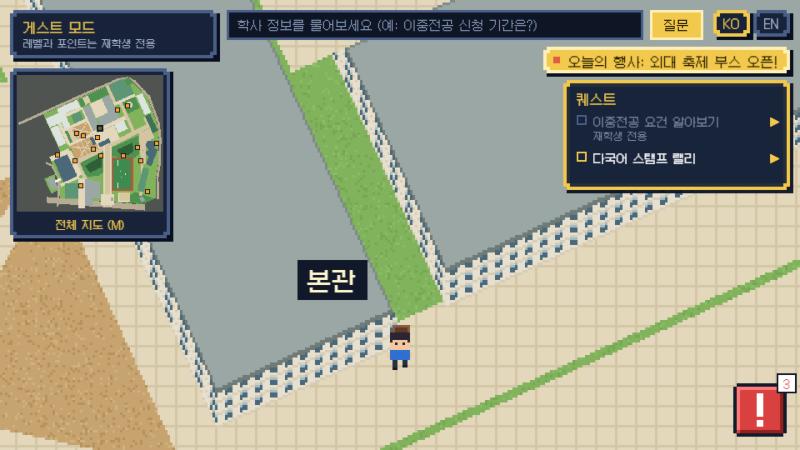 게스트 모드
레벨과 포인트는 재학생 전용
학사 정보를 물어보세요 (예: 이중전공 신청 기간은?)
질문
KO
EN
오늘의 행사: 외대 축제 부스 오픈!
퀘스트
이중전공 요건 알아보기
재학생 전용
다국어 스탬프 랠리
전체 지도 (M)
본관
3
!